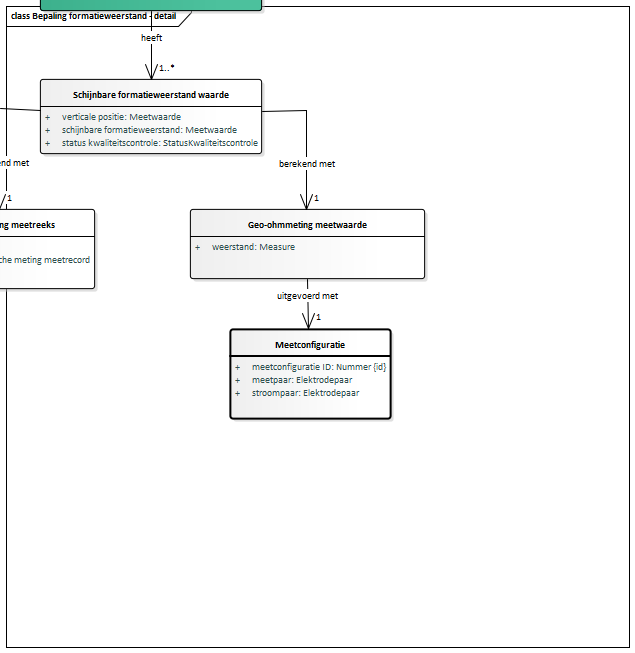 class Bepaling formatieweerstand - detail
heeft
1..*
Schijnbare formatieweerstand waarde
+ verticale positie: Meetwaarde
+ schijnbare formatieweerstand: Meetwaarde
+ status kwaliteitscontrole: StatusKwaliteitscontrole
end met
berekend met
1
1
ng meetreeks
che meting meetrecord
Geo-ohmmeting meetwaarde
+ weerstand: Measure
uitgevoerd met
1
Meetconfiguratie
+ meetconfiguratie ID: Nummer {id}
+ meetpaar: Elektrodepaar
+ stroompaar: Elektrodepaar